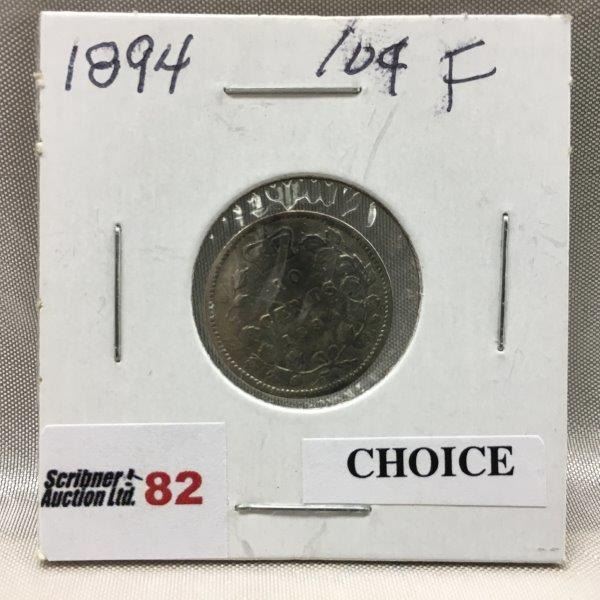 1894 10¢ F
Scribner
Auction Ltd. 82
CHOICE